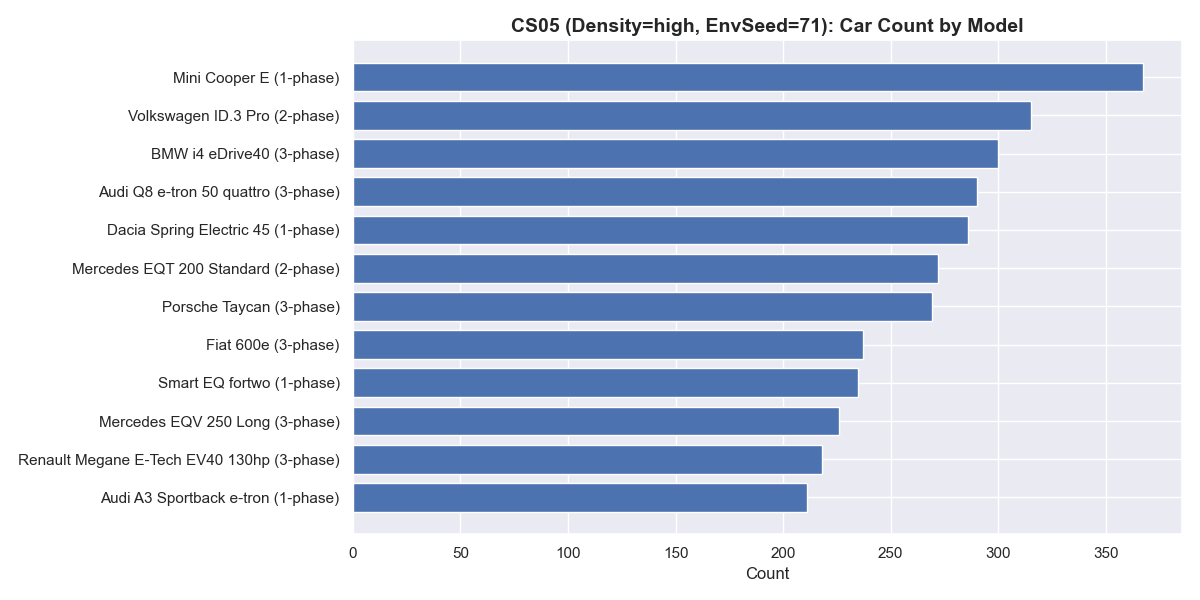 CS05 (Density=high, EnvSeed=71): Car Count by Model
Mini Cooper E (1-phase)
Volkswagen ID.3 Pro (2-phase)
BMW i4 eDrive40 (3-phase)
Audi Q8 e-tron 50 quattro (3-phase)
Dacia Spring Electric 45 (1-phase)
Mercedes EQT 200 Standard (2-phase)
Porsche Taycan (3-phase)
Fiat 600e (3-phase)
Smart EQ fortwo (1-phase)
Mercedes EQV 250 Long (3-phase)
Renault Megane E-Tech EV40 130hp (3-phase)
Audi A3 Sportback e-tron (1-phase)
0 50 100 150 200 250 300 350
Count